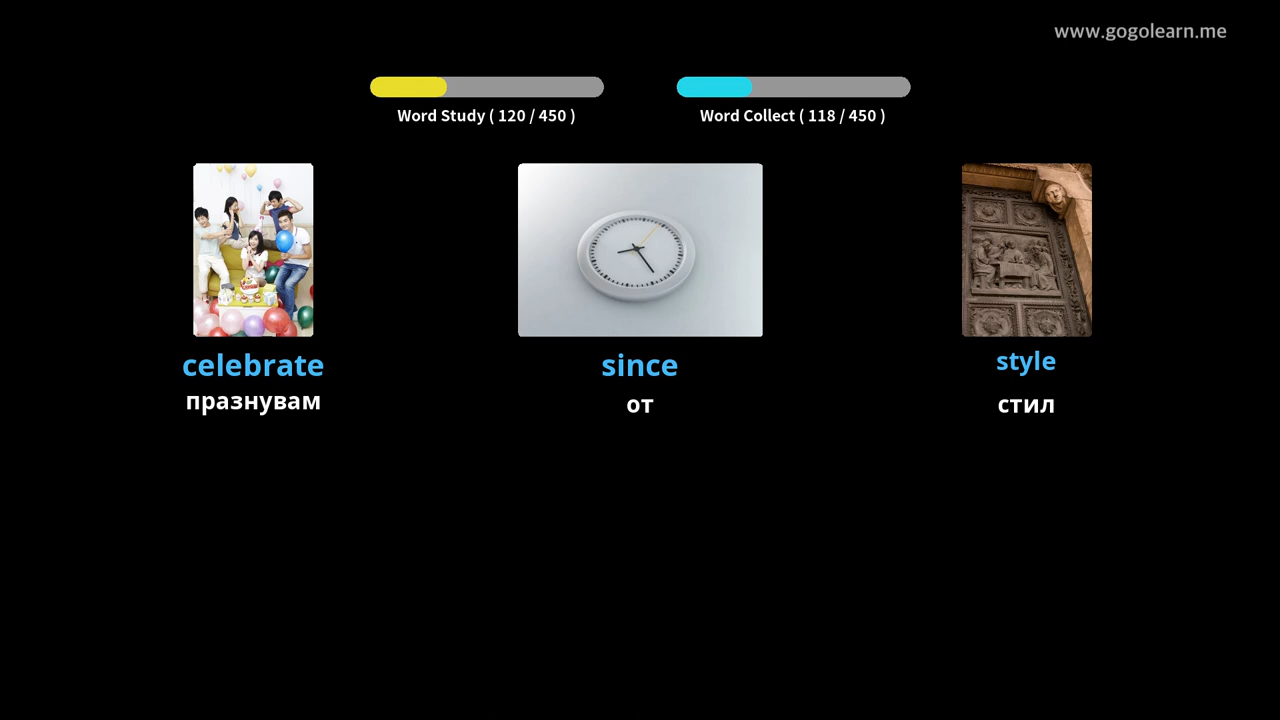 www.gogolearn.me
Word Study ( 120 / 450 )
Word Collect ( 118 / 450 )
celebrate
празнувам
since
от
style
стил